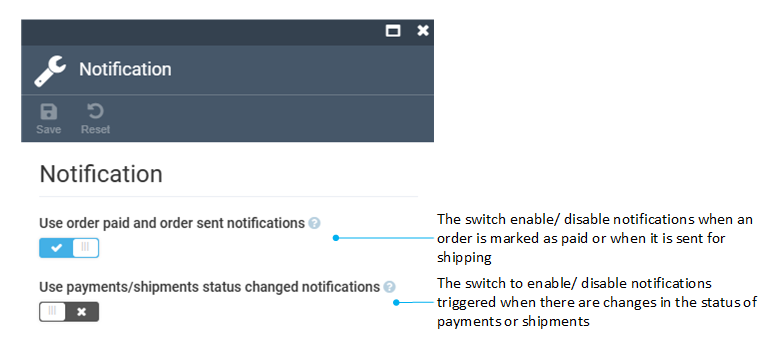 Notification
Save Reset
Notification
Use order paid and order sent notifications
The switch enable/ disable notifications when an
order is marked as paid or when it is sent for
shipping
Use payments/shipments status changed notifications
The switch to enable/ disable notifications
triggered when there are changes in the status of
payments or shipments